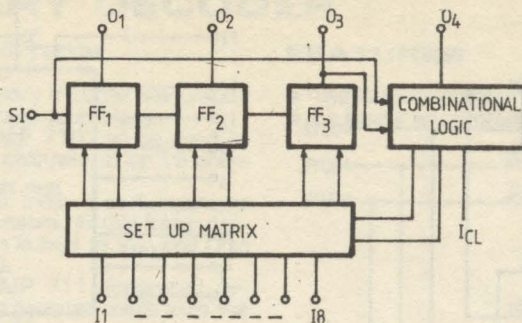 O1 O2 O3 O4
SI FF1 FF2 FF3 COMBINATIONAL LOGIC
SET UP MATRIX ICL
I1 I8